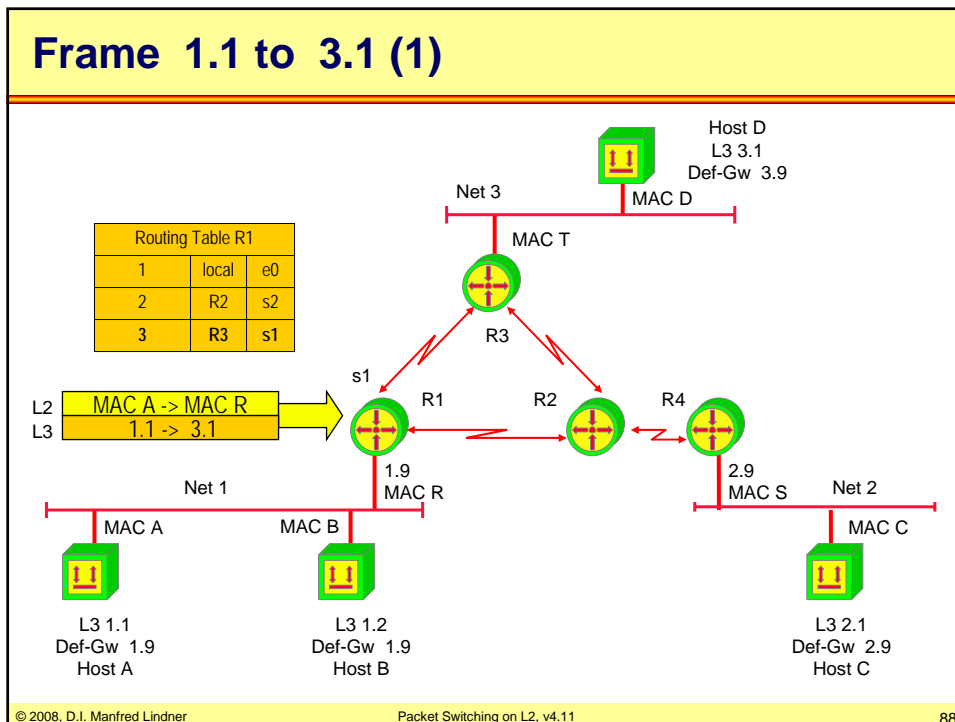 Frame 1.1 to 3.1 (1)
Host D
L3 3.1
Def-Gw 3.9
Net 3
MAC D
MAC T
Routing Table R1
1 local e0
2 R2 s2
3 R3 s1
R3
s1
L2 MAC A -> MAC R
L3 1.1 -> 3.1
R1
R2
R4
1.9
MAC R
2.9
MAC S
Net 1
Net 2
MAC A
MAC B
MAC C
L3 1.1
Def-Gw 1.9
Host A
L3 1.2
Def-Gw 1.9
Host B
L3 2.1
Def-Gw 2.9
Host C
© 2008, D.I. Manfred Lindner
Packet Switching on L2, v4.11
88